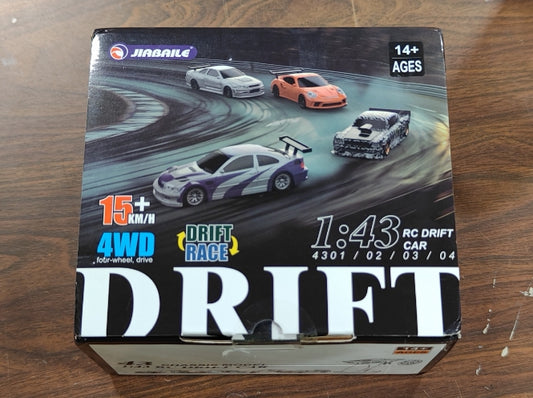 JIABAILE
14+
AGES
15+
KM/H
4WD
four-wheel, drive
DRIFT
RACE
1:43
RC DRIFT
CAR
4301 / 02 / 03 / 04
DRIFT